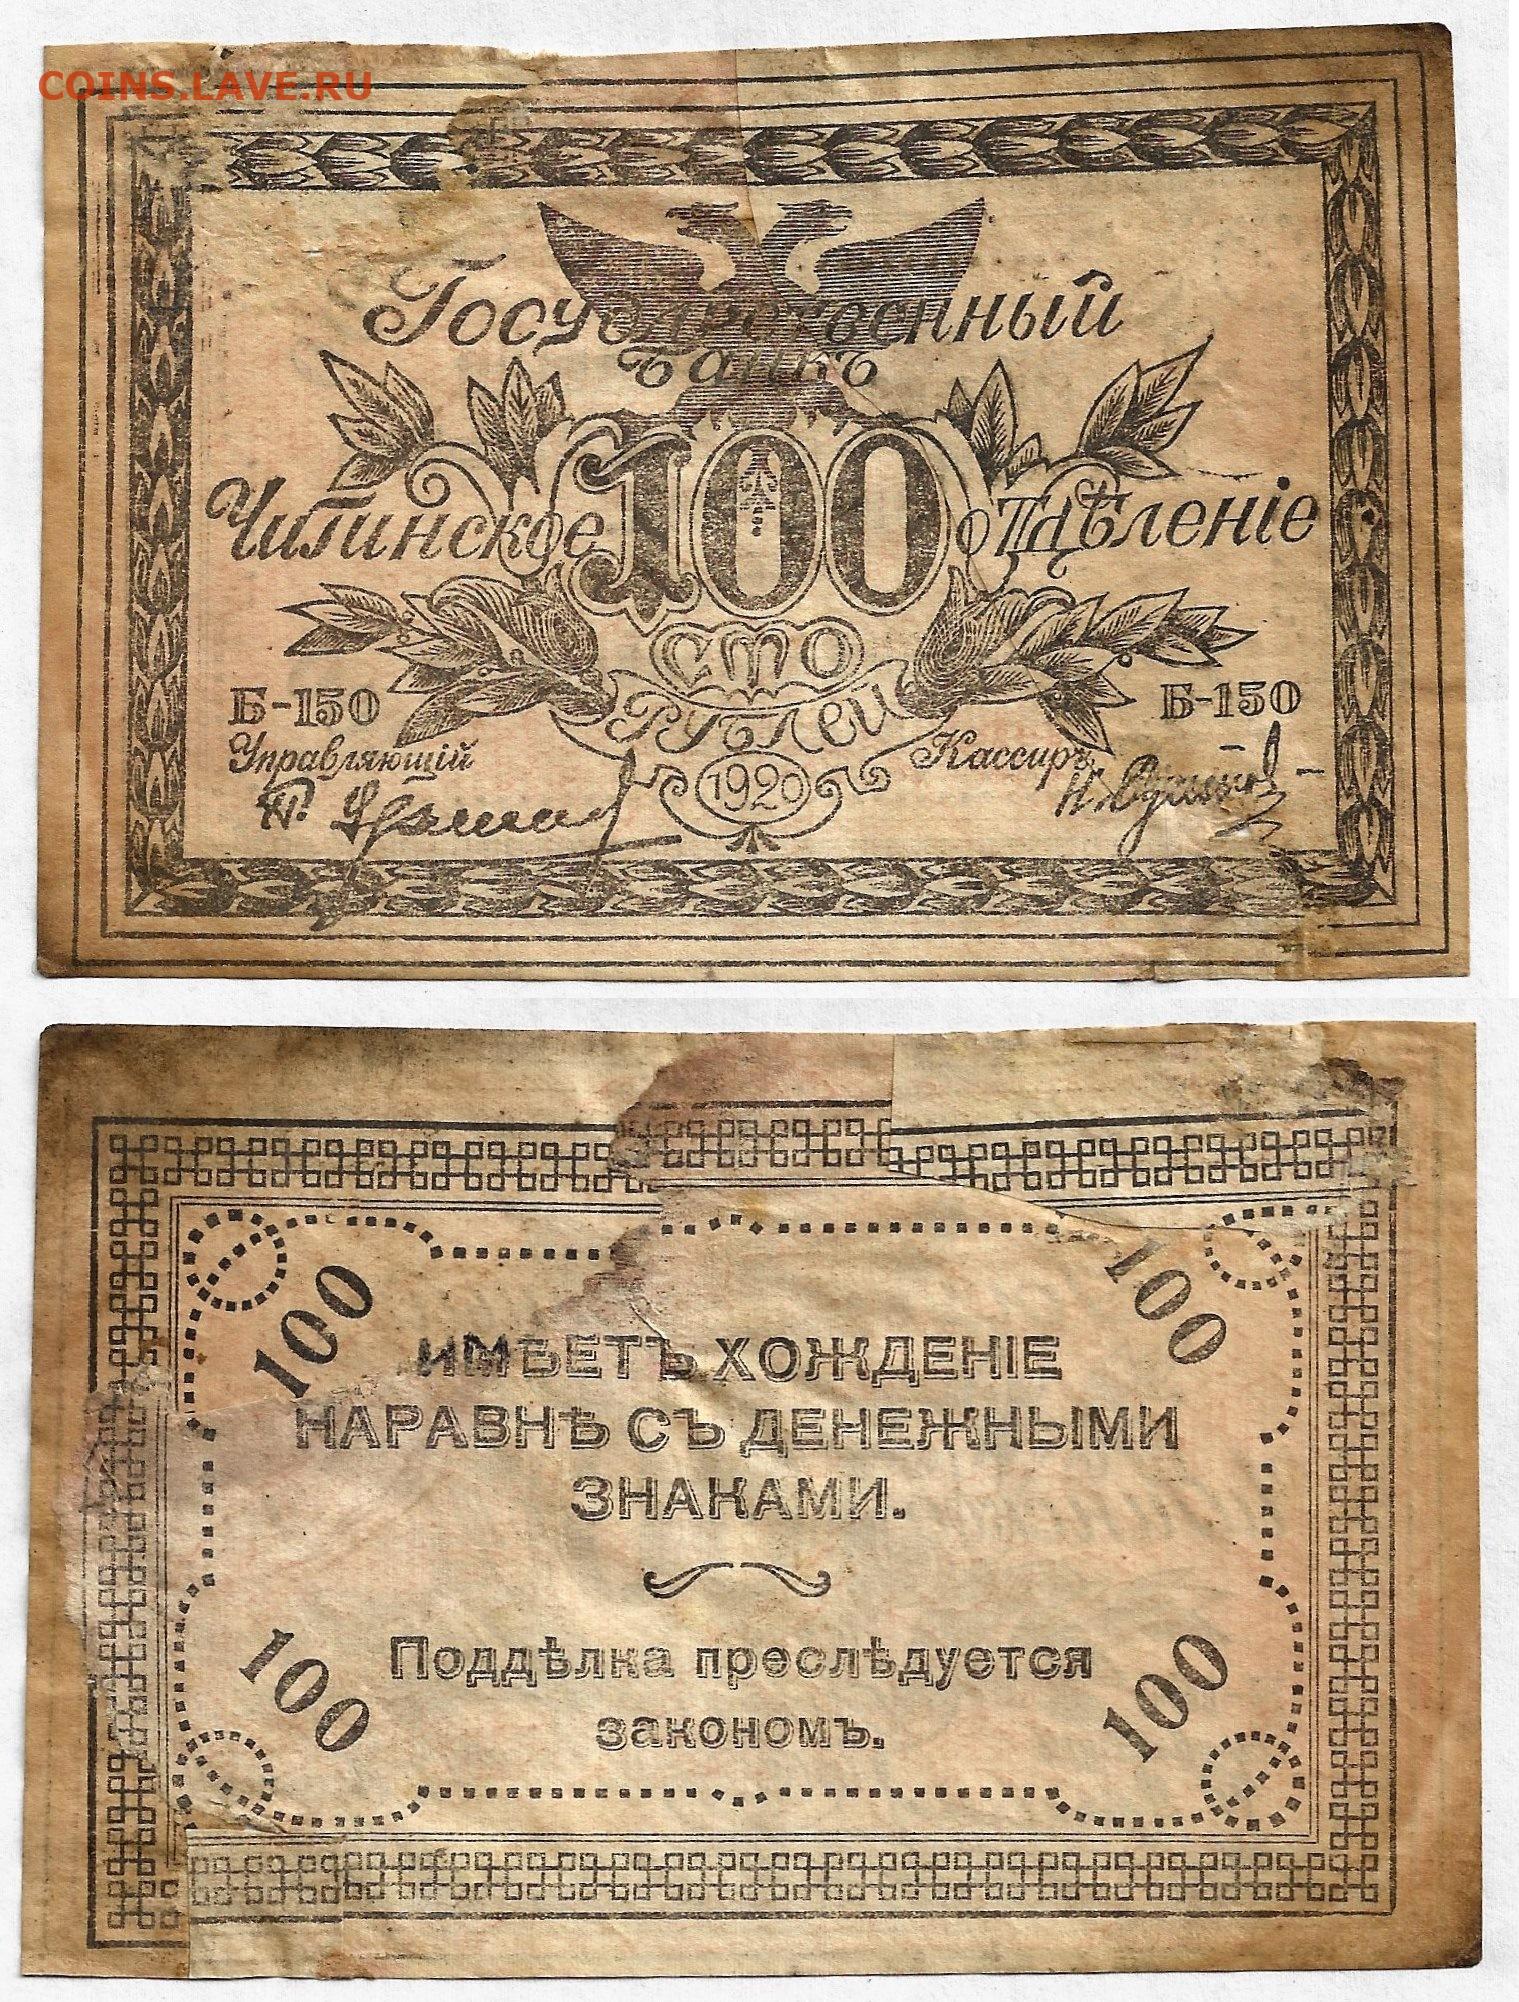 COINS.LAVE.RU
Государственный
Банкъ
Читинское 100 отдѣленіе
сто
рублей
Б-150 Б-150
Управляющій Кассиръ
1920
100 100
ИМѢЕТЪ ХОЖДЕНІЕ
НАРАВНѢ СЪ ДЕНЕЖНЫМИ
ЗНАКАМИ.
Поддѣлка преслѣдуется
закономъ.
100 100